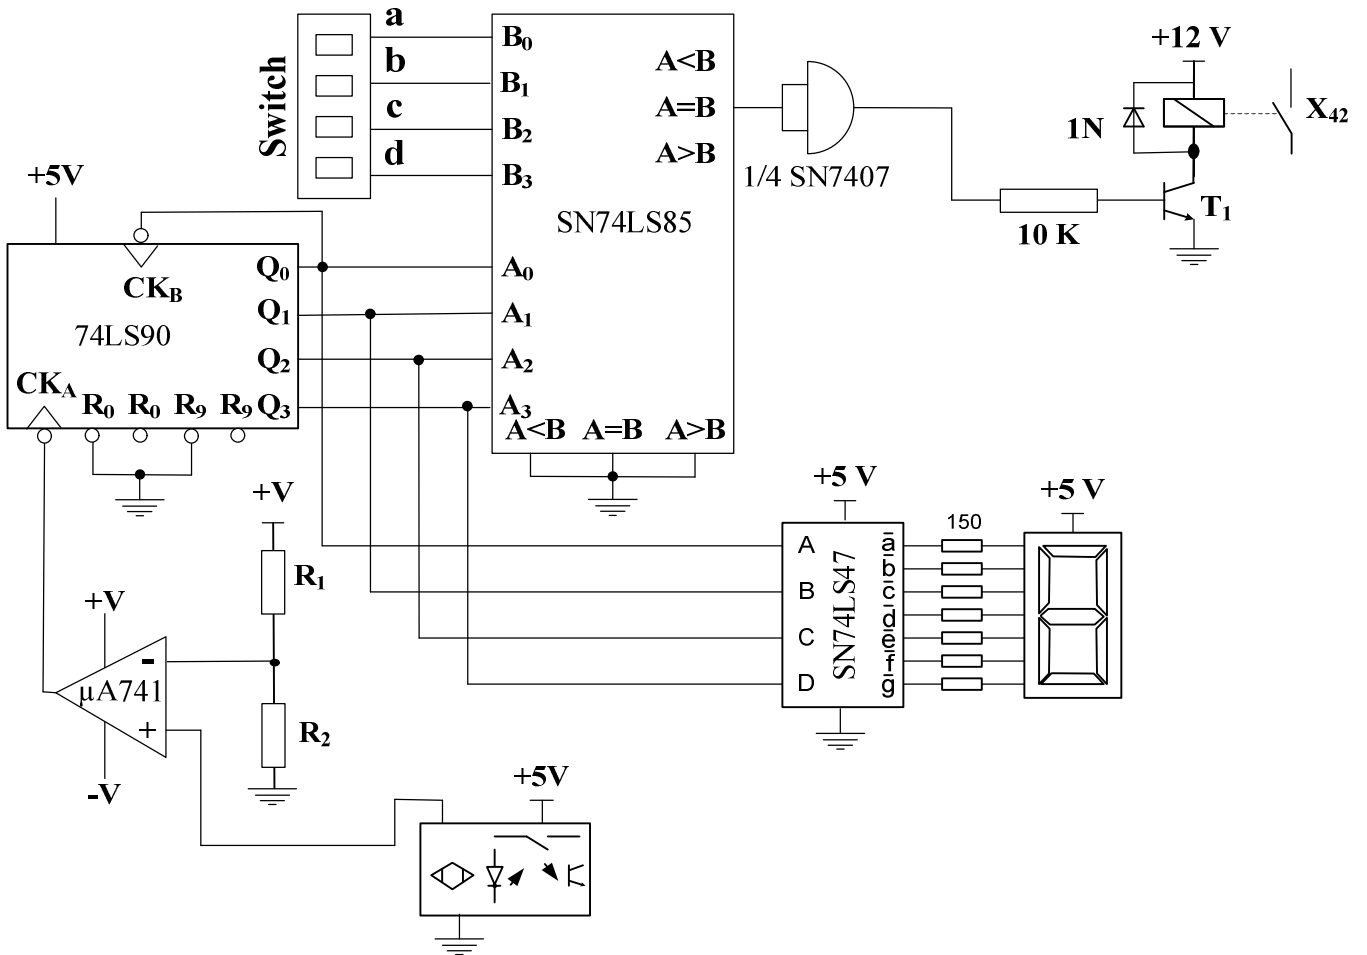 Switch
a
b
c
d
B0
B1
B2
B3
A<B
A=B
A>B
SN74LS85
A0
A1
A2
A3
A<B
A=B
A>B
1/4 SN7407
10 K
+12 V
1N
X42
T1
+5V
CKB
74LS90
CKA
R0
R0
R9
R9
Q0
Q1
Q2
Q3
+V
R1
R2
+V
-
µA741
+
-V
+5V
+5 V
A
B
C
D
SN74LS47
a̅
b̅
c̅
d̅
e̅
f̅
g̅
150
+5 V